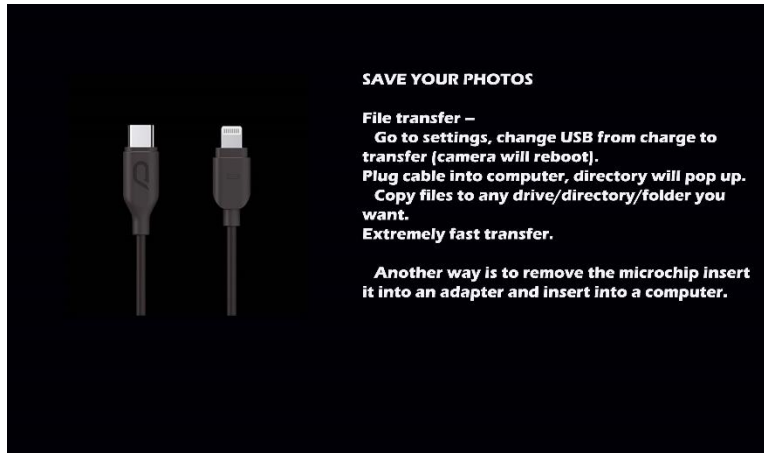 SAVE YOUR PHOTOS
File transfer –
Go to settings, change USB from charge to
transfer (camera will reboot).
Plug cable into computer, directory will pop up.
Copy files to any drive/directory/folder you
want.
Extremely fast transfer.
Another way is to remove the microchip insert
it into an adapter and insert into a computer.